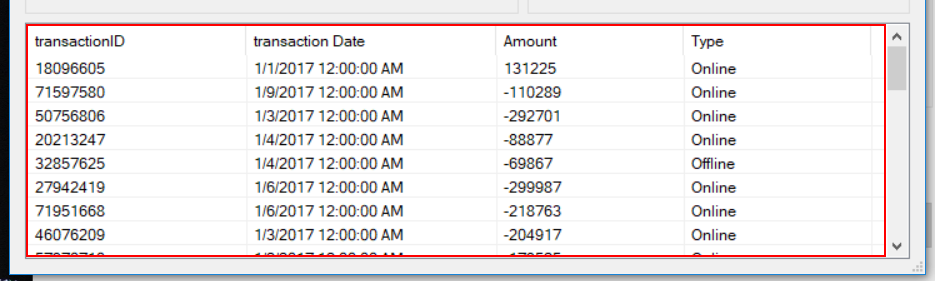 transactionID transaction Date Amount Type
18096605 1/1/2017 12:00:00 AM 131225 Online
71597580 1/9/2017 12:00:00 AM -110289 Online
50756806 1/3/2017 12:00:00 AM -292701 Online
20213247 1/4/2017 12:00:00 AM -88877 Online
32857625 1/4/2017 12:00:00 AM -69867 Offline
27942419 1/6/2017 12:00:00 AM -299987 Online
71951668 1/6/2017 12:00:00 AM -218763 Online
46076209 1/3/2017 12:00:00 AM -204917 Online